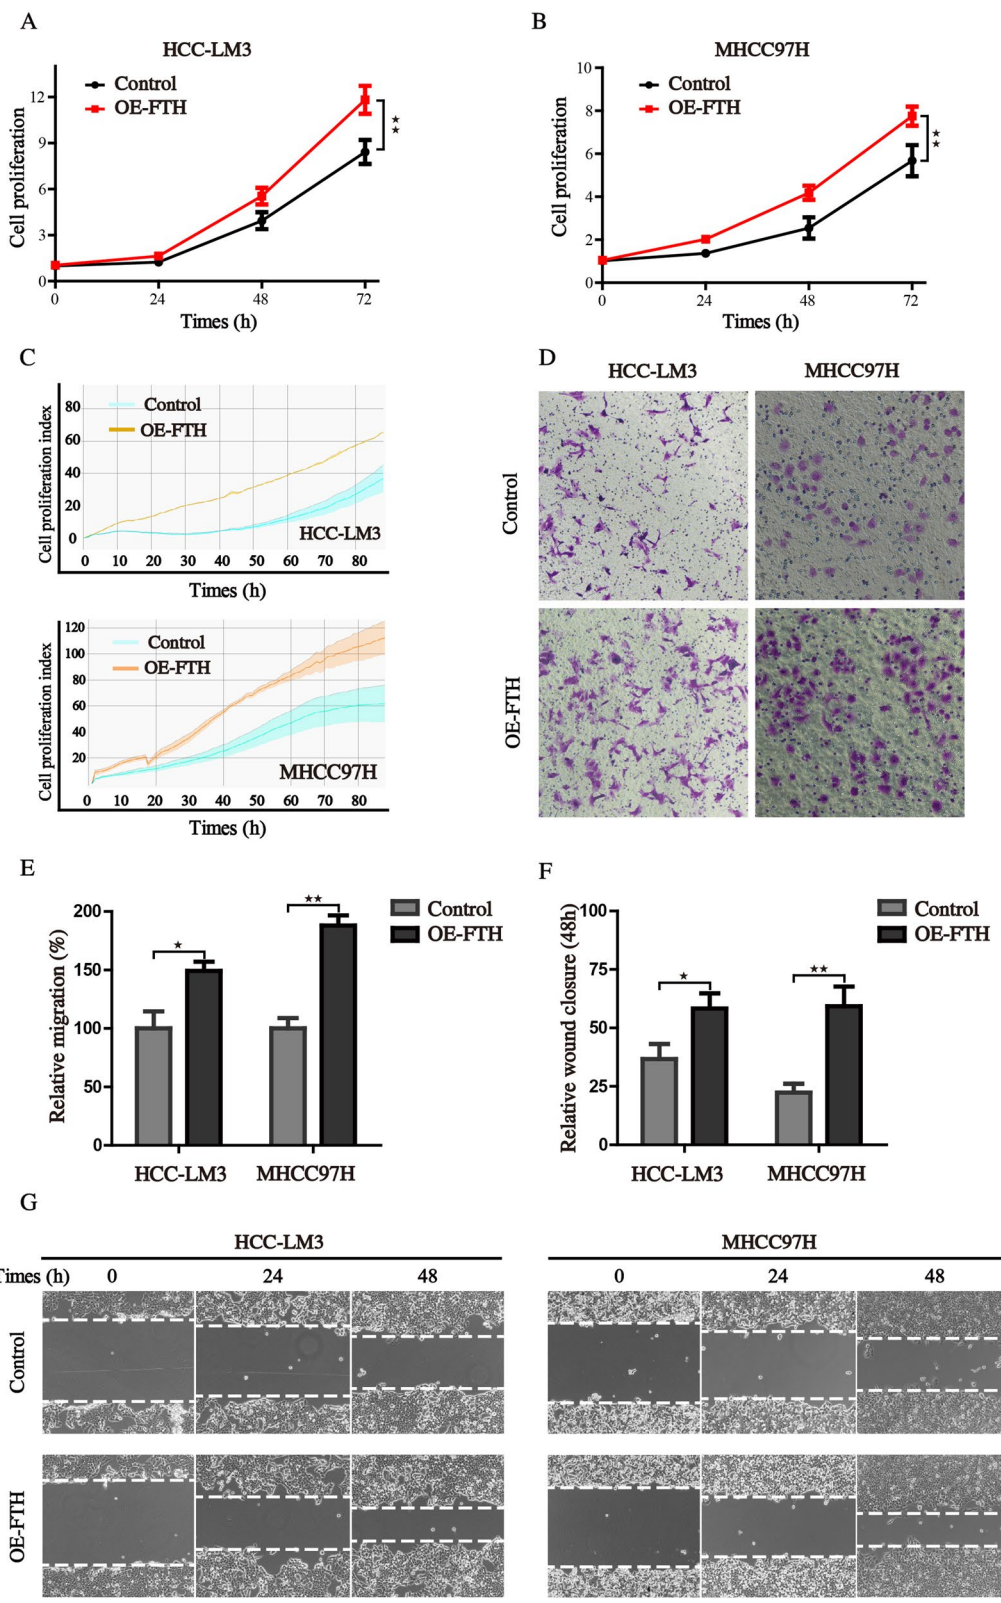 A
HCC-LM3
Control
OE-FTH
Cell proliferation
12
9
6
3
0
0 24 48 72
Times (h)
★★
B
MHCC97H
Control
OE-FTH
Cell proliferation
10
8
6
4
2
0
0 24 48 72
Times (h)
★★
C
Cell proliferation index
80
60
40
20
0
Control
OE-FTH
HCC-LM3
0 10 20 30 40 50 60 70 80
Times (h)
Cell proliferation index
120
100
80
60
40
20
Control
OE-FTH
MHCC97H
0 10 20 30 40 50 60 70 80
Times (h)
D
HCC-LM3 MHCC97H
Control
OE-FTH
E
Relative migration (%)
200
150
100
50
0
★
★★
Control
OE-FTH
HCC-LM3 MHCC97H
F
Relative wound closure (48h)
100
75
50
25
0
★
★★
Control
OE-FTH
HCC-LM3 MHCC97H
G
HCC-LM3 MHCC97H
Times (h) 0 24 48 0 24 48
Control
OE-FTH